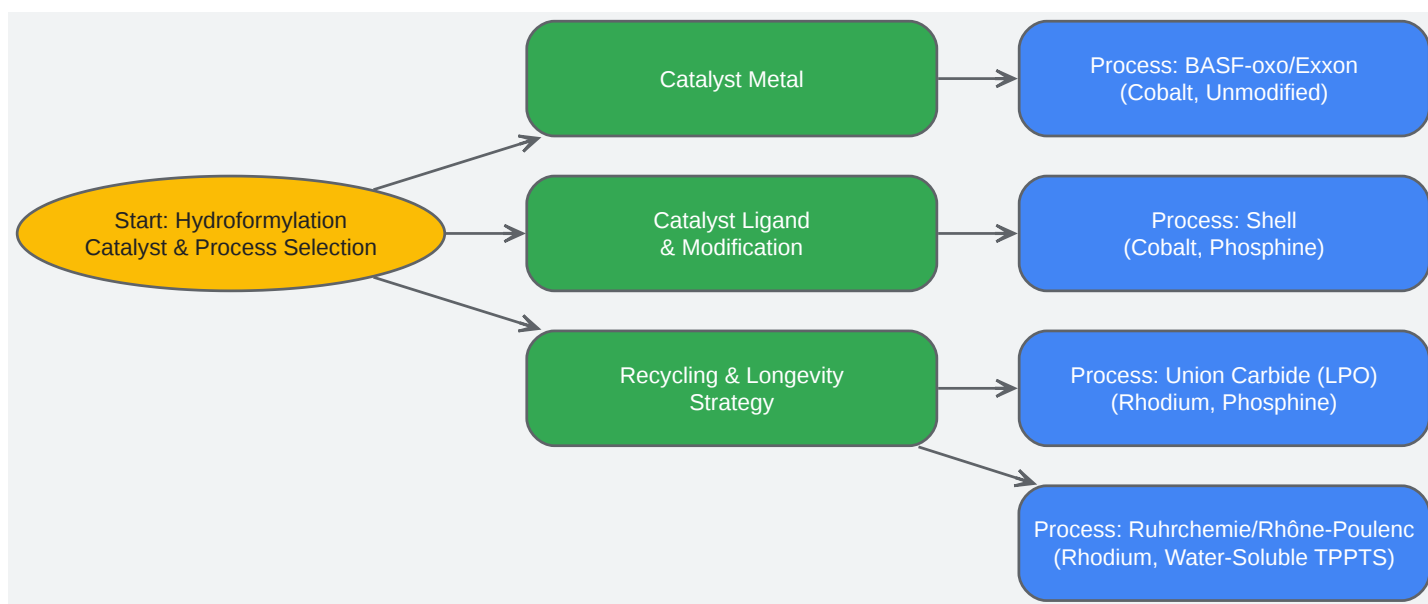 Start: Hydroformylation
Catalyst & Process Selection
Catalyst Metal
Catalyst Ligand
& Modification
Recycling & Longevity
Strategy
Process: BASF-oxo/Exxon
(Cobalt, Unmodified)
Process: Shell
(Cobalt, Phosphine)
Process: Union Carbide (LPO)
(Rhodium, Phosphine)
Process: Ruhrchemie/Rhône-Poulenc
(Rhodium, Water-Soluble TPPTS)